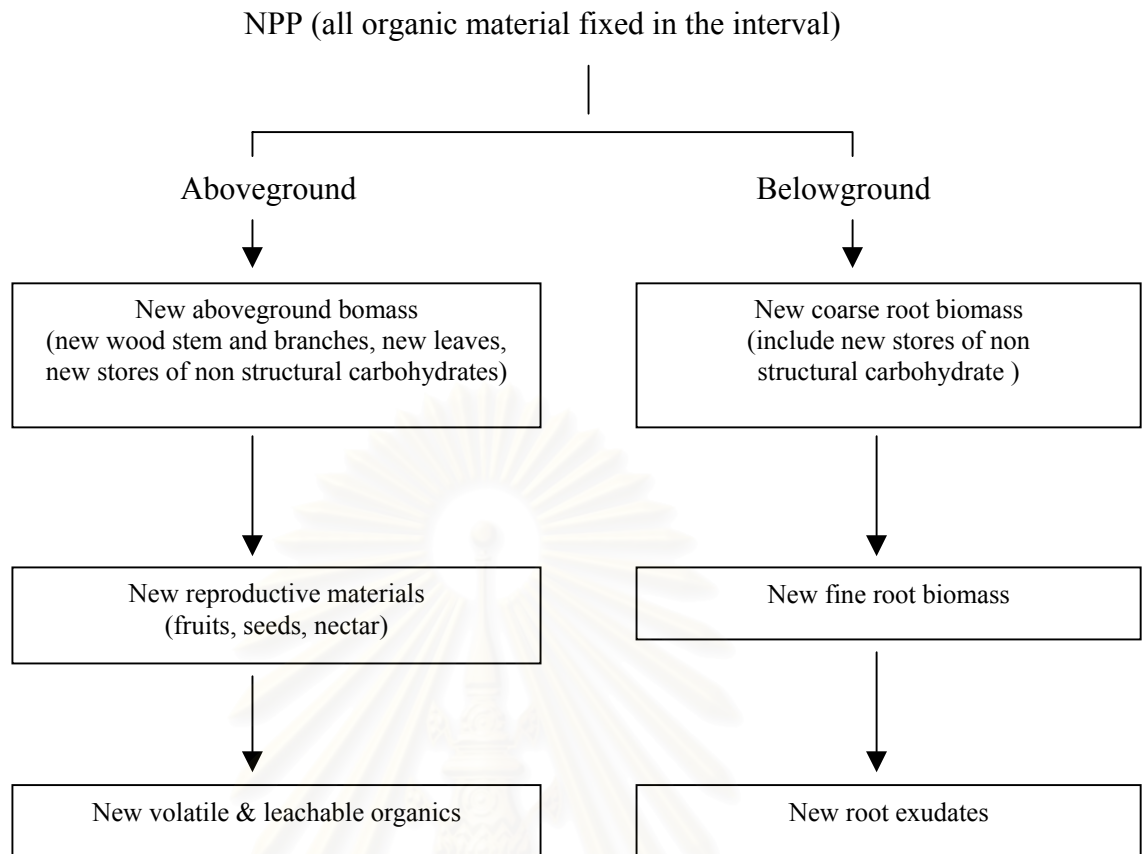 NPP (all organic material fixed in the interval)
Aboveground
New aboveground bomass
(new wood stem and branches, new leaves,
new stores of non structural carbohydrates)
New reproductive materials
(fruits, seeds, nectar)
New volatile & leachable organics
Belowground
New coarse root biomass
(include new stores of non
structural carbohydrate )
New fine root biomass
New root exudates